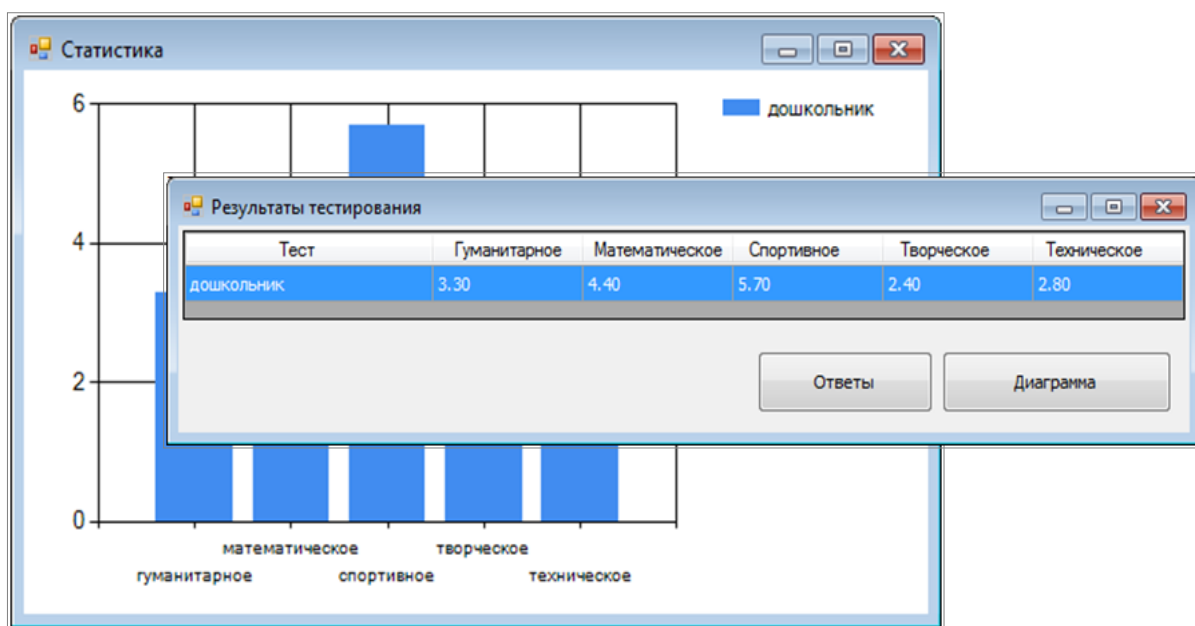 Статистика
6
дошкольник
Результаты тестирования
4
Тест Гуманитарное Математическое Спортивное Творческое Техническое
дошкольник 3.30 4.40 5.70 2.40 2.80
2
Ответы Диаграмма
0
математическое творческое
гуманитарное спортивное техническое